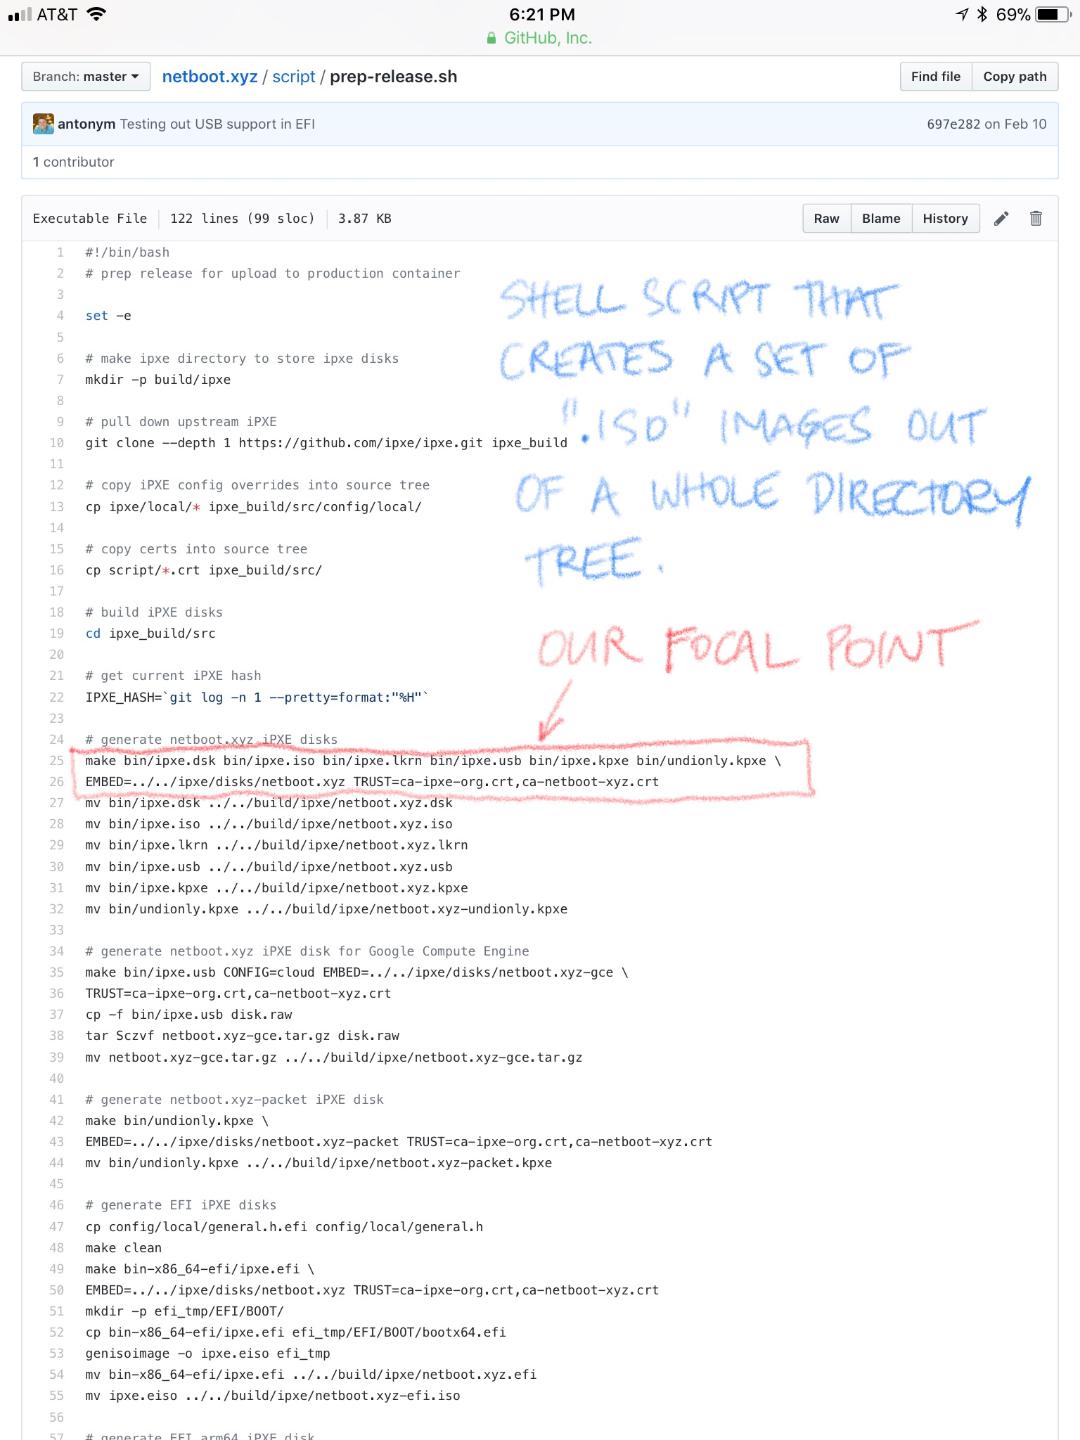 AT&T 6:21 PM 69%
GitHub, Inc.
Branch: master netboot.xyz / script / prep-release.sh Find file Copy path
antonym Testing out USB support in EFI 697e282 on Feb 10
1 contributor
Executable File 122 lines (99 sloc) 3.87 KB Raw Blame History
1 #!/bin/bash
2 # prep release for upload to production container
3
4 set -e
5
6 # make ipxe directory to store ipxe disks
7 mkdir -p build/ipxe
8
9 # pull down upstream iPXE
10 git clone --depth 1 https://github.com/ipxe/ipxe.git ipxe_build
11
12 # copy iPXE config overrides into source tree
13 cp ipxe/local/* ipxe_build/src/config/local/
14
15 # copy certs into source tree
16 cp script/*.crt ipxe_build/src/
17
18 # build iPXE disks
19 cd ipxe_build/src
20
21 # get current iPXE hash
22 IPXE_HASH=`git log -n 1 --pretty=format:"%H"`
23
24 # generate netboot.xyz iPXE disks
25 make bin/ipxe.dsk bin/ipxe.iso bin/ipxe.lkrn bin/ipxe.usb bin/ipxe.kpxe bin/undionly.kpxe \
26 EMBED=../../ipxe/disks/netboot.xyz TRUST=ca-ipxe-org.crt,ca-netboot-xyz.crt
27 mv bin/ipxe.dsk ../../build/ipxe/netboot.xyz.dsk
28 mv bin/ipxe.iso ../../build/ipxe/netboot.xyz.iso
29 mv bin/ipxe.lkrn ../../build/ipxe/netboot.xyz.lkrn
30 mv bin/ipxe.usb ../../build/ipxe/netboot.xyz.usb
31 mv bin/ipxe.kpxe ../../build/ipxe/netboot.xyz.kpxe
32 mv bin/undionly.kpxe ../../build/ipxe/netboot.xyz-undionly.kpxe
33
34 # generate netboot.xyz iPXE disk for Google Compute Engine
35 make bin/ipxe.usb CONFIG=cloud EMBED=../../ipxe/disks/netboot.xyz-gce \
36 TRUST=ca-ipxe-org.crt,ca-netboot-xyz.crt
37 cp -f bin/ipxe.usb disk.raw
38 tar Sczvf netboot.xyz-gce.tar.gz disk.raw
39 mv netboot.xyz-gce.tar.gz ../../build/ipxe/netboot.xyz-gce.tar.gz
40
41 # generate netboot.xyz-packet iPXE disk
42 make bin/undionly.kpxe \
43 EMBED=../../ipxe/disks/netboot.xyz-packet TRUST=ca-ipxe-org.crt,ca-netboot-xyz.crt
44 mv bin/undionly.kpxe ../../build/ipxe/netboot.xyz-packet.kpxe
45
46 # generate EFI iPXE disks
47 cp config/local/general.h.efi config/local/general.h
48 make clean
49 make bin-x86_64-efi/ipxe.efi \
50 EMBED=../../ipxe/disks/netboot.xyz TRUST=ca-ipxe-org.crt,ca-netboot-xyz.crt
51 mkdir -p efi_tmp/EFI/BOOT/
52 cp bin-x86_64-efi/ipxe.efi efi_tmp/EFI/BOOT/bootx64.efi
53 genisoimage -o ipxe.eiso efi_tmp
54 mv bin-x86_64-efi/ipxe.efi ../../build/ipxe/netboot.xyz.efi
55 mv ipxe.eiso ../../build/ipxe/netboot.xyz-efi.iso
56
57 # generate EFI arm64 iPXE disk
SHELL SCRIPT THAT
CREATES A SET OF
".ISO" IMAGES OUT
OF A WHOLE DIRECTORY
TREE.
OUR FOCAL POINT